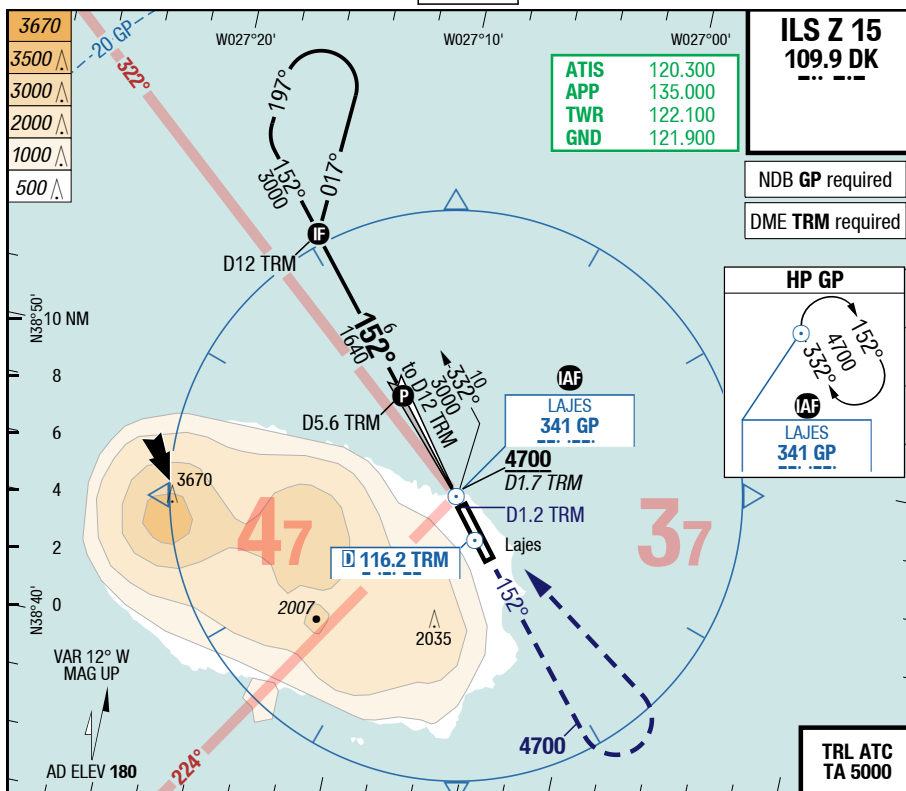 3670
3500
3000
2000
1000
500
-20 GP
W027°20'
W027°10'
W027°00'
ILS Z 15
109.9 DK
ATIS 120.300
APP 135.000
TWR 122.100
GND 121.900
NDB GP required
DME TRM required
322°
197°
152°
3000
017°
IF
D12 TRM
HP GP
152°
4700
332°
IAF
LAJES
341 GP
N38°50'
10 NM
8
6
4
2
0
N38°40'
6
152°
1640
to D12 TRM
3000
10
332°
P
D5.6 TRM
IAF
LAJES
341 GP
4700
D1.7 TRM
D1.2 TRM
Lajes
3670
47
37
D 116.2 TRM
152°
2007
2035
VAR 12° W
MAG UP
AD ELEV 180
224°
4700
TRL ATC
TA 5000